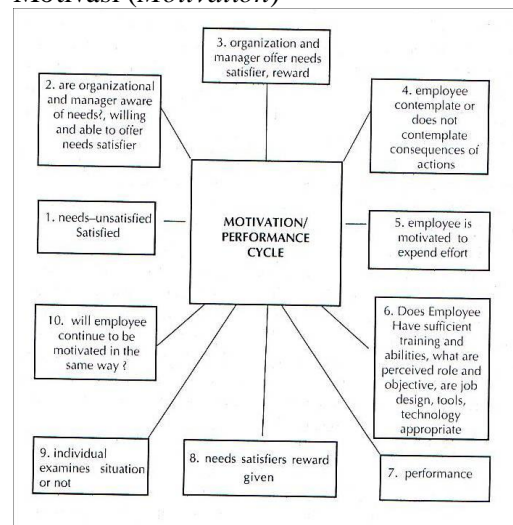 Motivasi (Motivation)
3. organization and
manager offer needs
satisfier, reward
2. are organizational
and manager aware
of needs?, willing
and able to offer
needs satisfier
4. employee
contemplate or
does not
contemplate
consequences of
actions
1. needs–unsatisfied
Satisfied
MOTIVATION/
PERFORMANCE
CYCLE
5. employee is
motivated to
expend effort
10. will employee
continue to be
motivated in the
same way ?
6. Does Employee
Have sufficient
training and
abilities, what are
perceived role and
objective, are job
design, tools,
technology
appropriate
9. individual
examines situation
or not
8. needs satisfiers reward
given
7. performance